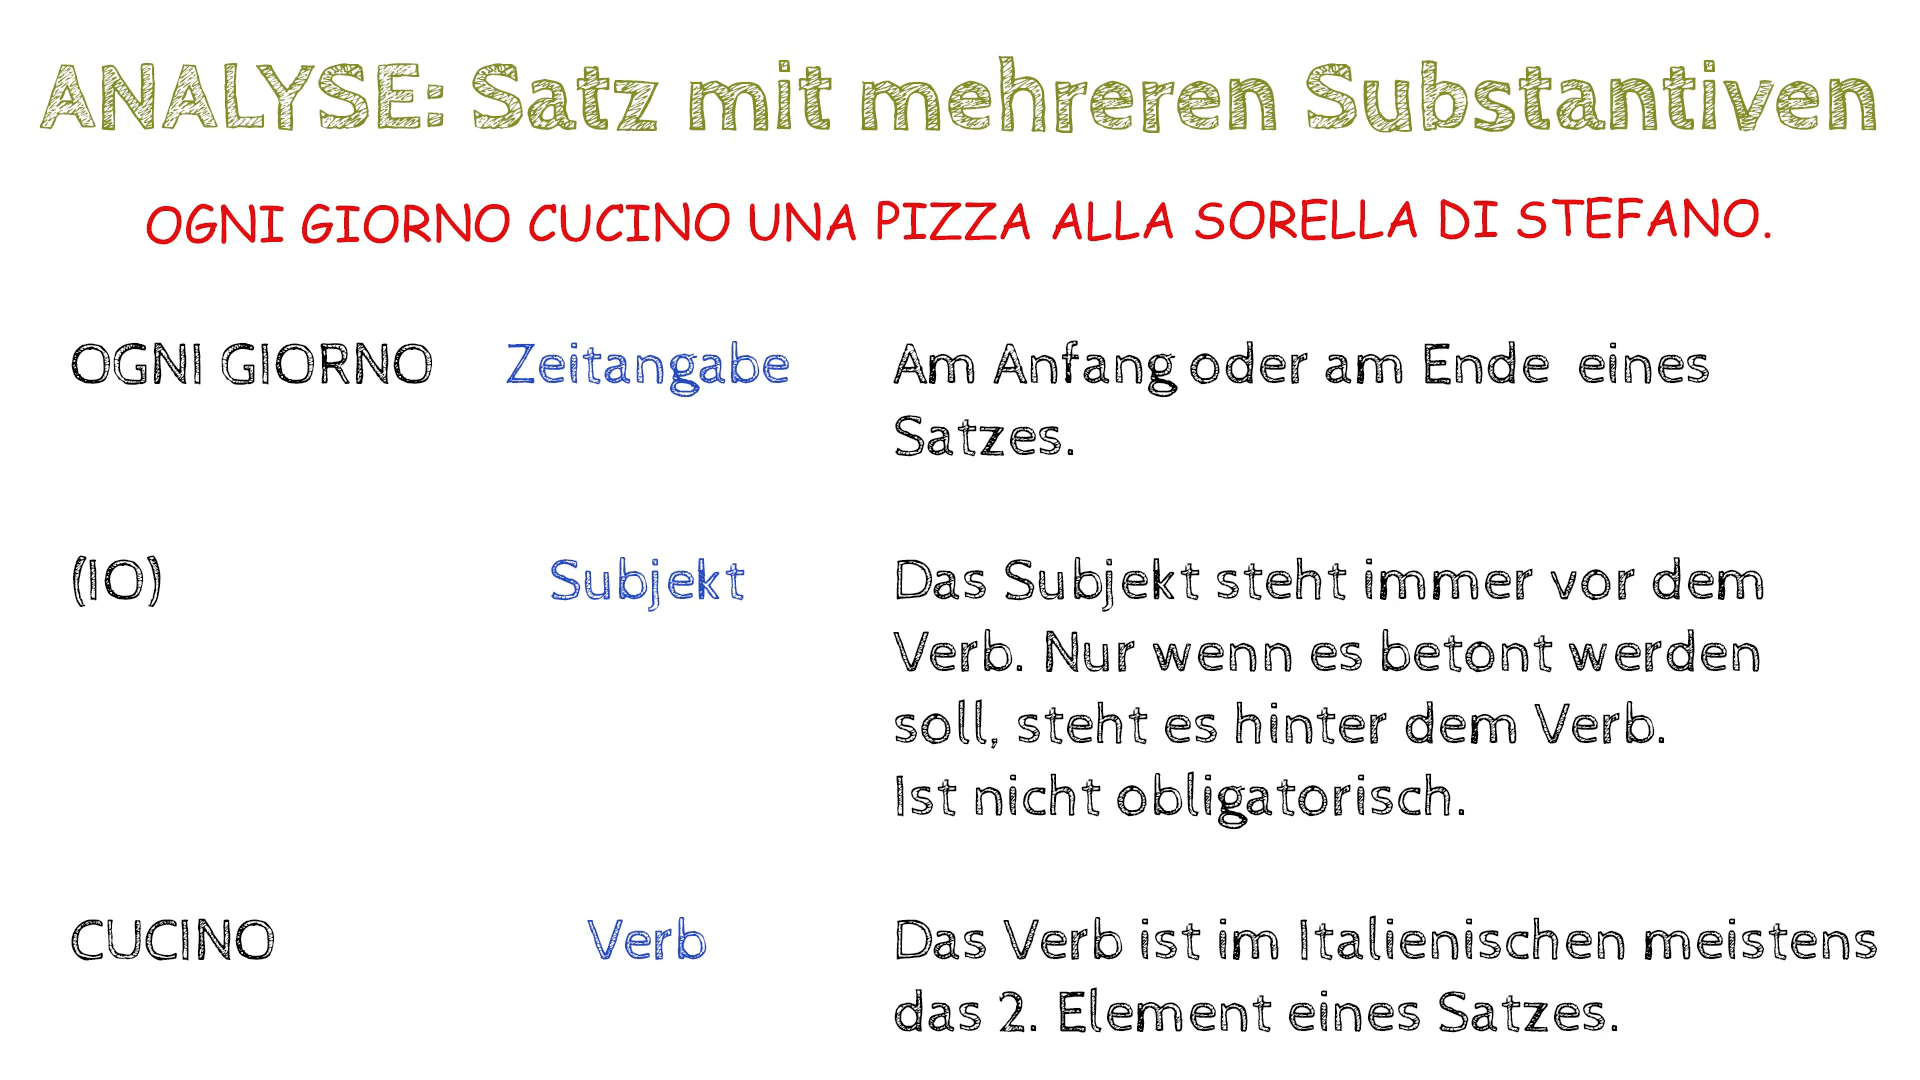 ANALYSE: Satz mit mehreren Substantiven
OGNI GIORNO CUCINO UNA PIZZA ALLA SORELLA DI STEFANO.
OGNI GIORNO Zeitangabe Am Anfang oder am Ende eines
Satzes.
(IO) Subjekt Das Subjekt steht immer vor dem
Verb. Nur wenn es betont werden
soll, steht es hinter dem Verb.
Ist nicht obligatorisch.
CUCINO Verb Das Verb ist im Italienischen meistens
das 2. Element eines Satzes.